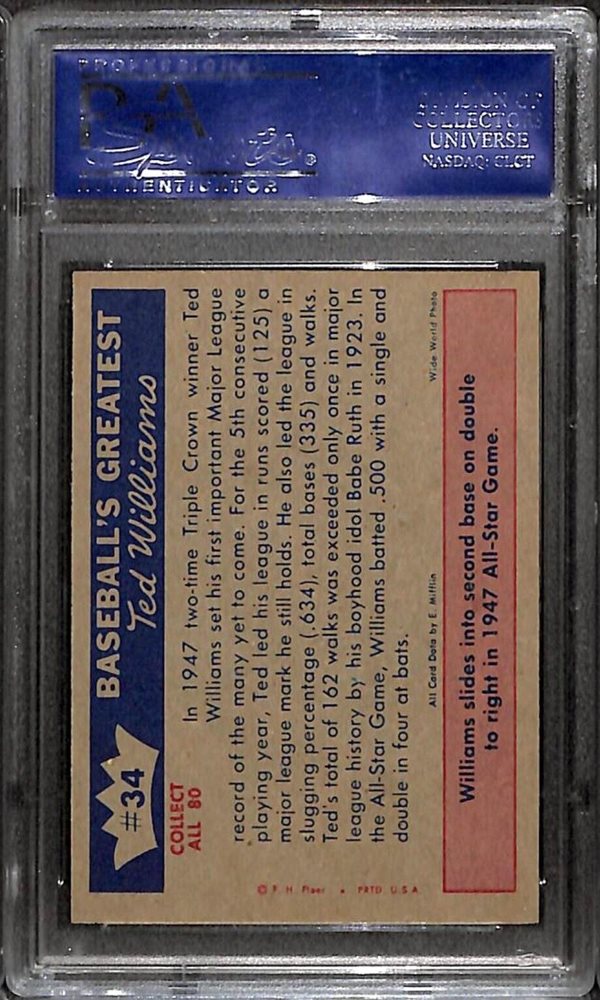 PROFESSIONAL
PSA
Sports®
AUTHENTICATOR
DIVISION OF
COLLECTORS
UNIVERSE
NASDAQ: CLCT
#34
BASEBALL'S GREATEST
Ted Williams
COLLECT
ALL 80
In 1947 two-time Triple Crown winner Ted
Williams set his first important Major League
record of the many yet to come. For the 5th consecutive
playing year, Ted led his league in runs scored (125) a
major league mark he still holds. He also led the league in
slugging percentage (.634), total bases (335) and walks.
Ted's total of 162 walks was exceeded only once in major
league history by his boyhood idol Babe Ruth in 1923. In
the All-Star Game, Williams batted .500 with a single and
double in four at bats.
All Card Data by E. Mifflin
Wide World Photo
© F. H. Fleer • PRTD U.S.A.
Williams slides into second base on double
to right in 1947 All-Star Game.